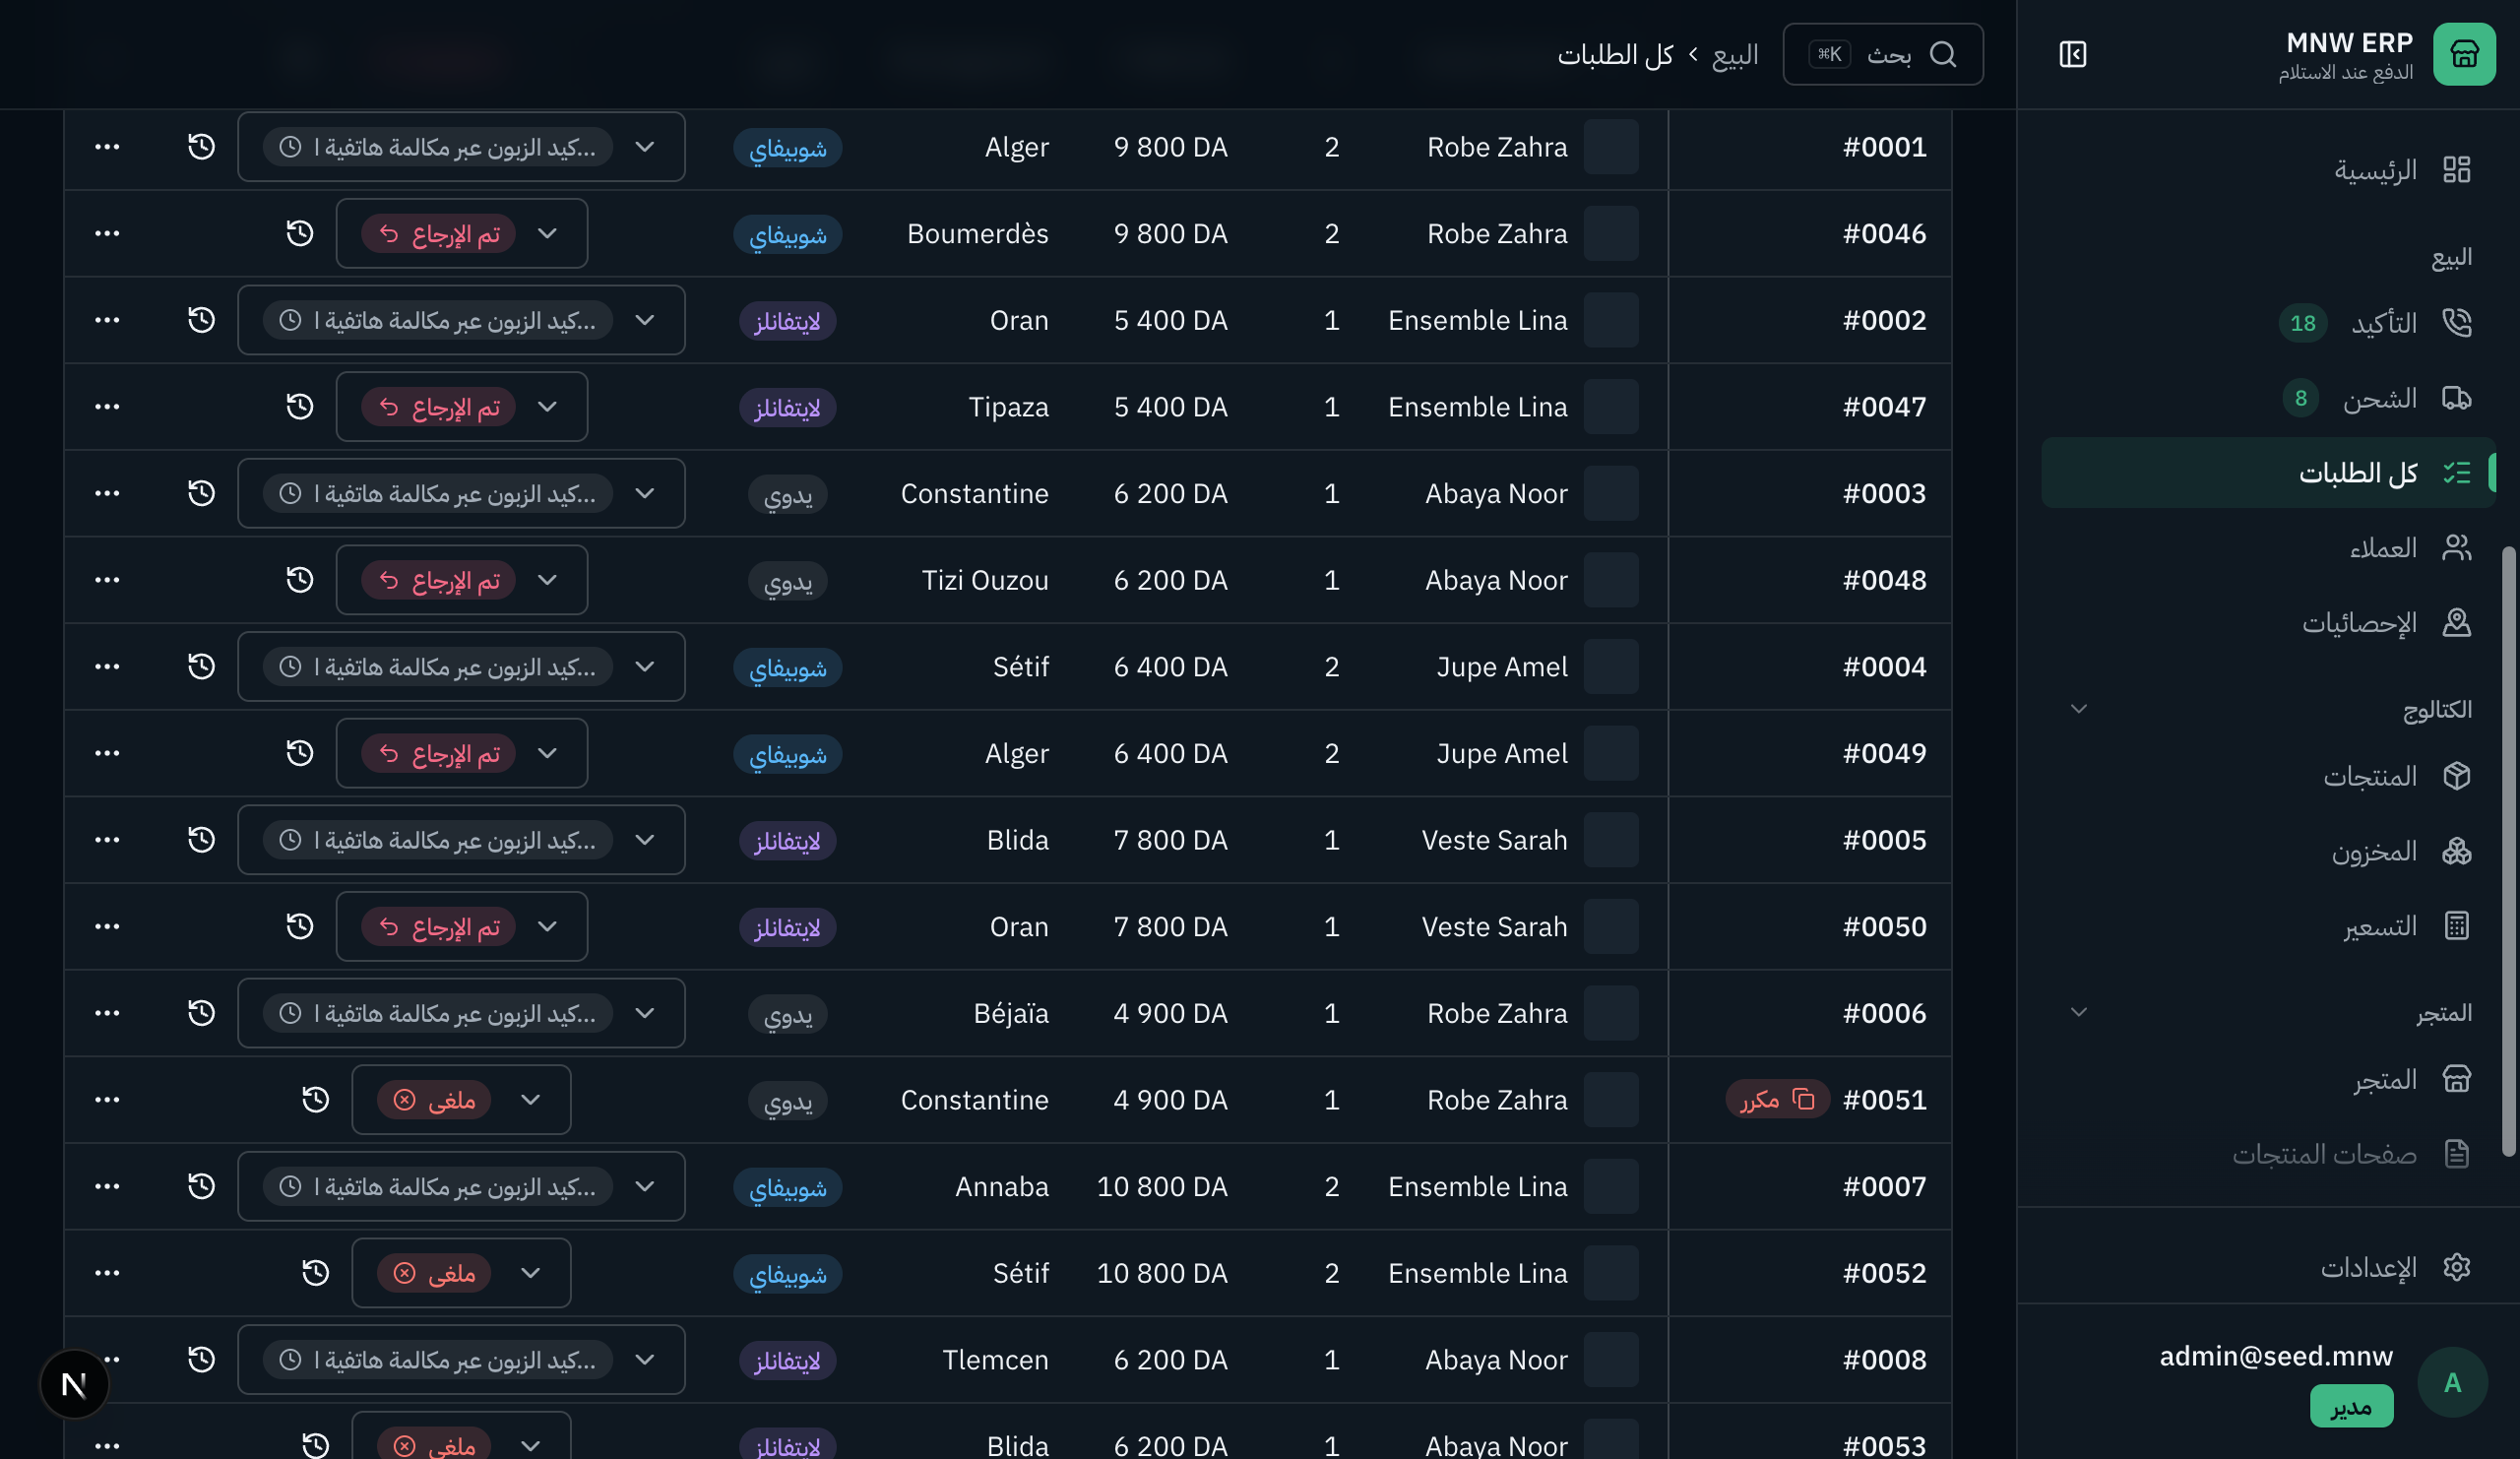 MNW ERP
الدفع عند الاستلام
بحث ⌘K
البيع › كل الطلبات
الرئيسية
البيع
التأكيد 18
الشحن 8
كل الطلبات
العملاء
الإحصائيات
الكتالوج
المنتجات
المخزون
التسعير
المتجر
المتجر
صفحات المنتجات
الإعدادات
admin@seed.mnw
مدير
A
#0001 Robe Zahra 2 9 800 DA Alger شوبيفاي ...كيد الزبون عبر مكالمة هاتفية ا
#0046 Robe Zahra 2 9 800 DA Boumerdès شوبيفاي تم الإرجاع
#0002 Ensemble Lina 1 5 400 DA Oran لايتفانلز ...كيد الزبون عبر مكالمة هاتفية ا
#0047 Ensemble Lina 1 5 400 DA Tipaza لايتفانلز تم الإرجاع
#0003 Abaya Noor 1 6 200 DA Constantine يدوي ...كيد الزبون عبر مكالمة هاتفية ا
#0048 Abaya Noor 1 6 200 DA Tizi Ouzou يدوي تم الإرجاع
#0004 Jupe Amel 2 6 400 DA Sétif شوبيفاي ...كيد الزبون عبر مكالمة هاتفية ا
#0049 Jupe Amel 2 6 400 DA Alger شوبيفاي تم الإرجاع
#0005 Veste Sarah 1 7 800 DA Blida لايتفانلز ...كيد الزبون عبر مكالمة هاتفية ا
#0050 Veste Sarah 1 7 800 DA Oran لايتفانلز تم الإرجاع
#0006 Robe Zahra 1 4 900 DA Béjaïa يدوي ...كيد الزبون عبر مكالمة هاتفية ا
#0051 مكرر Robe Zahra 1 4 900 DA Constantine يدوي ملغى
#0007 Ensemble Lina 2 10 800 DA Annaba شوبيفاي ...كيد الزبون عبر مكالمة هاتفية ا
#0052 Ensemble Lina 2 10 800 DA Sétif شوبيفاي ملغى
#0008 Abaya Noor 1 6 200 DA Tlemcen لايتفانلز ...كيد الزبون عبر مكالمة هاتفية ا
#0053 Abaya Noor 1 6 200 DA Blida لايتفانلز ملغى
N